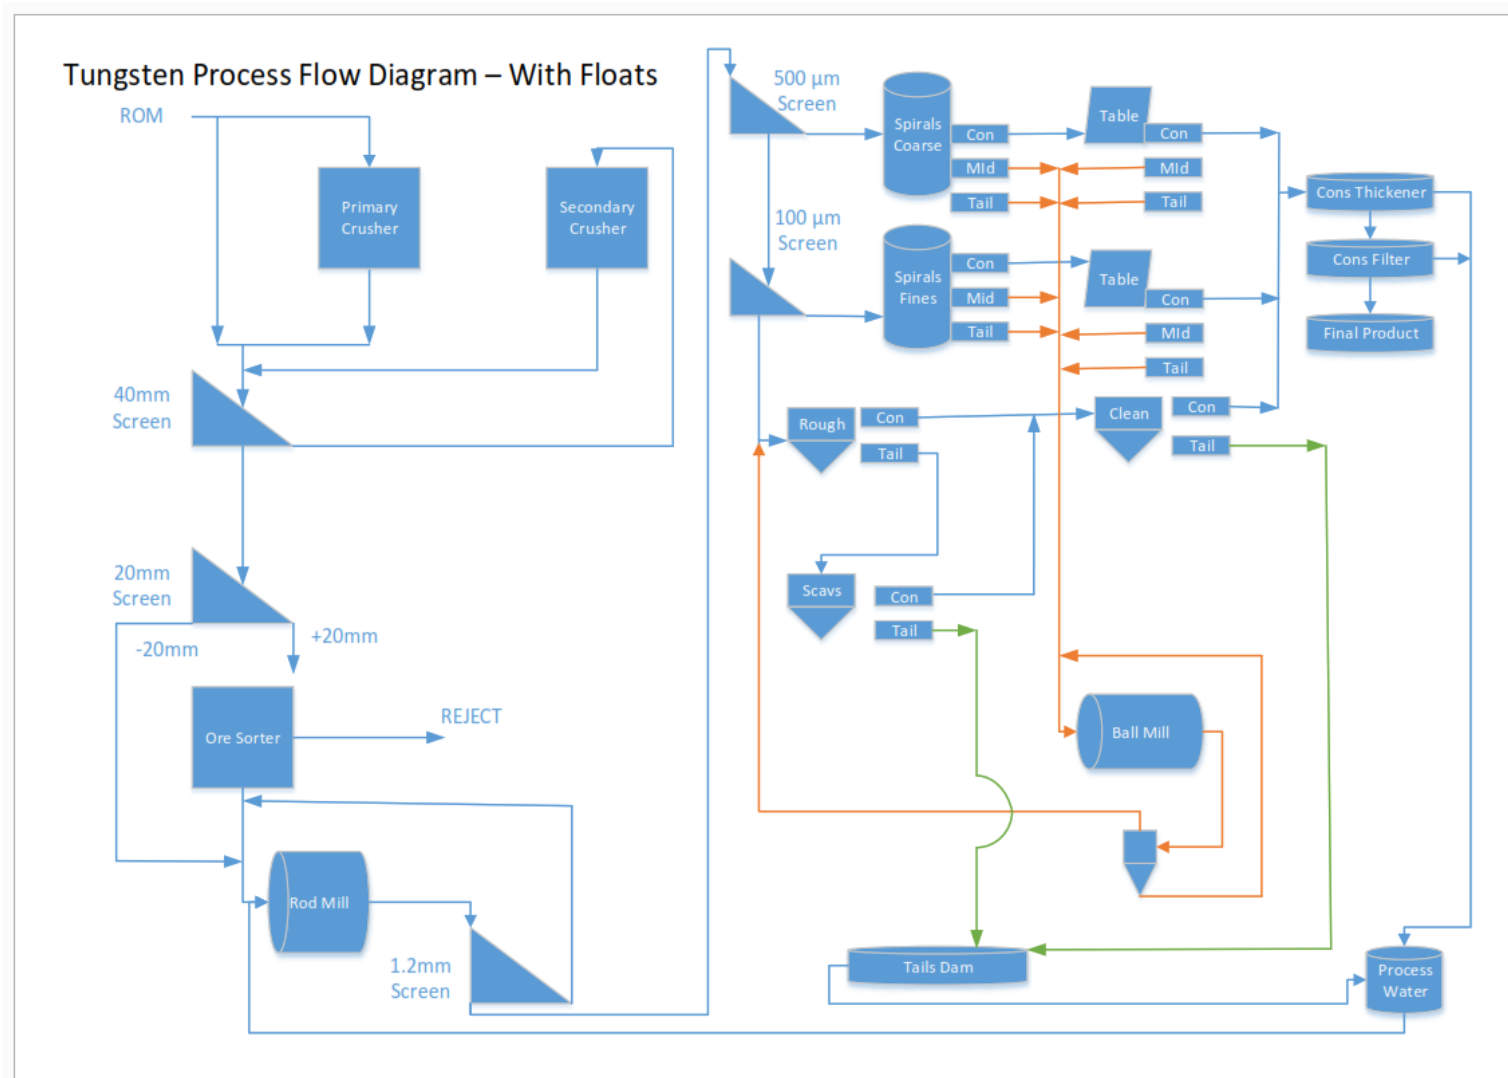 Tungsten Process Flow Diagram – With Floats
ROM
Primary
Crusher
Secondary
Crusher
40mm
Screen
20mm
Screen
-20mm
+20mm
Ore Sorter
REJECT
Rod Mill
1.2mm
Screen
500 µm
Screen
Spirals
Coarse
Con
MId
Tail
Table
Con
MId
Tail
100 µm
Screen
Spirals
Fines
Con
Mid
Tail
Table
Con
MId
Tail
Cons Thickener
Cons Filter
Final Product
Rough
Con
Tail
Clean
Con
Tail
Scavs
Con
Tail
Ball Mill
Tails Dam
Process
Water